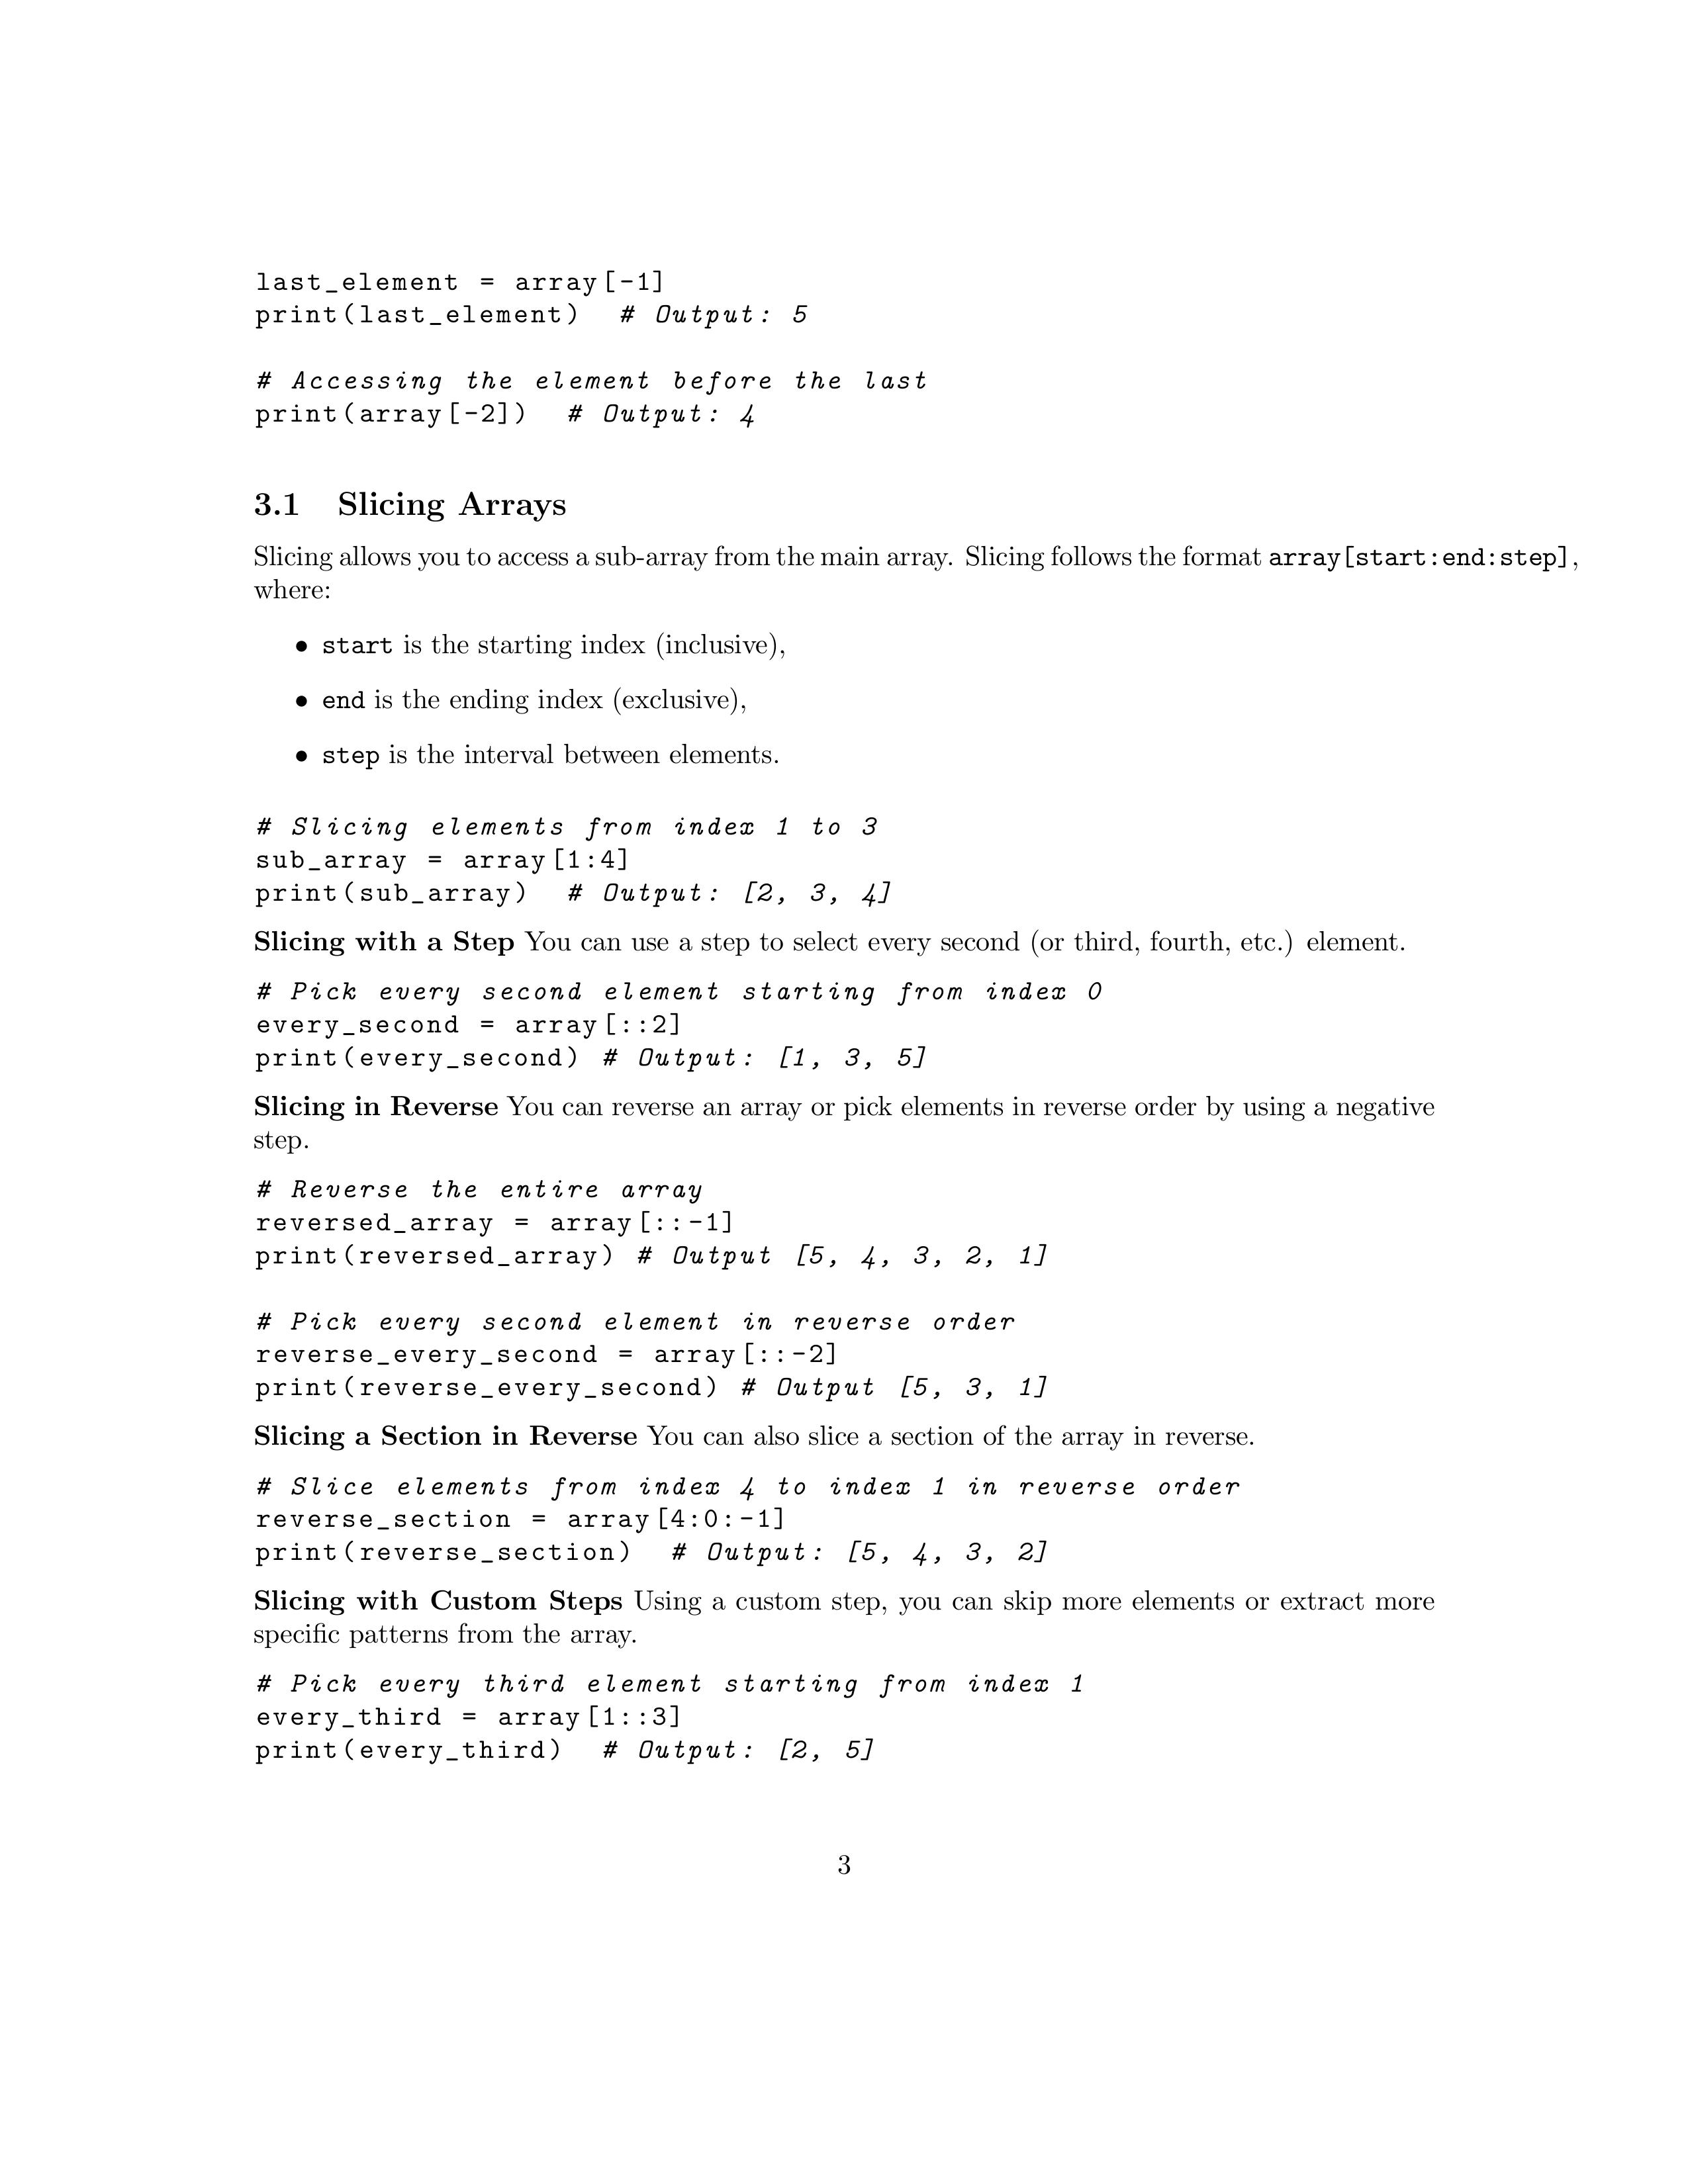 last_element = array[-1]
print(last_element)  # Output: 5
# Accessing the element before the last
print(array[-2])  # Output: 4
3.1 Slicing Arrays
Slicing allows you to access a sub-array from the main array. Slicing follows the format array[start:end:step],
where:
• start is the starting index (inclusive),
• end is the ending index (exclusive),
• step is the interval between elements.
# Slicing elements from index 1 to 3
sub_array = array[1:4]
print(sub_array)  # Output: [2, 3, 4]
Slicing with a Step You can use a step to select every second (or third, fourth, etc.) element.
# Pick every second element starting from index 0
every_second = array[::2]
print(every_second) # Output: [1, 3, 5]
Slicing in Reverse You can reverse an array or pick elements in reverse order by using a negative
step.
# Reverse the entire array
reversed_array = array[::-1]
print(reversed_array) # Output [5, 4, 3, 2, 1]
# Pick every second element in reverse order
reverse_every_second = array[::-2]
print(reverse_every_second) # Output [5, 3, 1]
Slicing a Section in Reverse You can also slice a section of the array in reverse.
# Slice elements from index 4 to index 1 in reverse order
reverse_section = array[4:0:-1]
print(reverse_section)  # Output: [5, 4, 3, 2]
Slicing with Custom Steps Using a custom step, you can skip more elements or extract more
specific patterns from the array.
# Pick every third element starting from index 1
every_third = array[1::3]
print(every_third)  # Output: [2, 5]
3